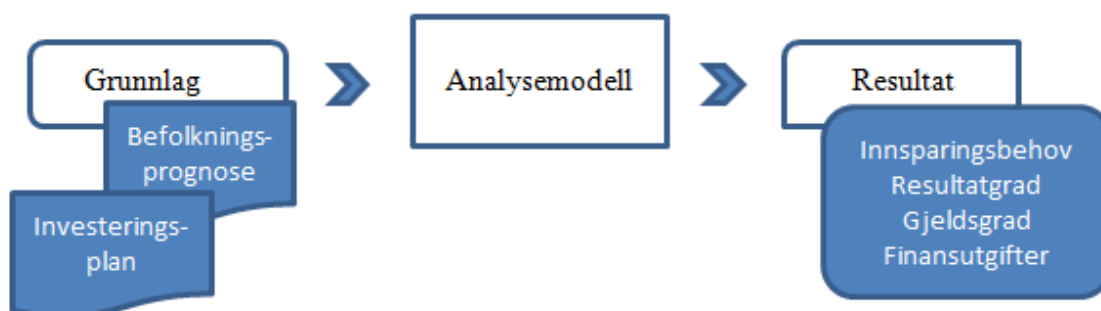 Grunnlag
Befolknings-
prognose
Investerings-
plan
Analysemodell
Resultat
Innsparingsbehov
Resultatgrad
Gjeldsgrad
Finansutgifter